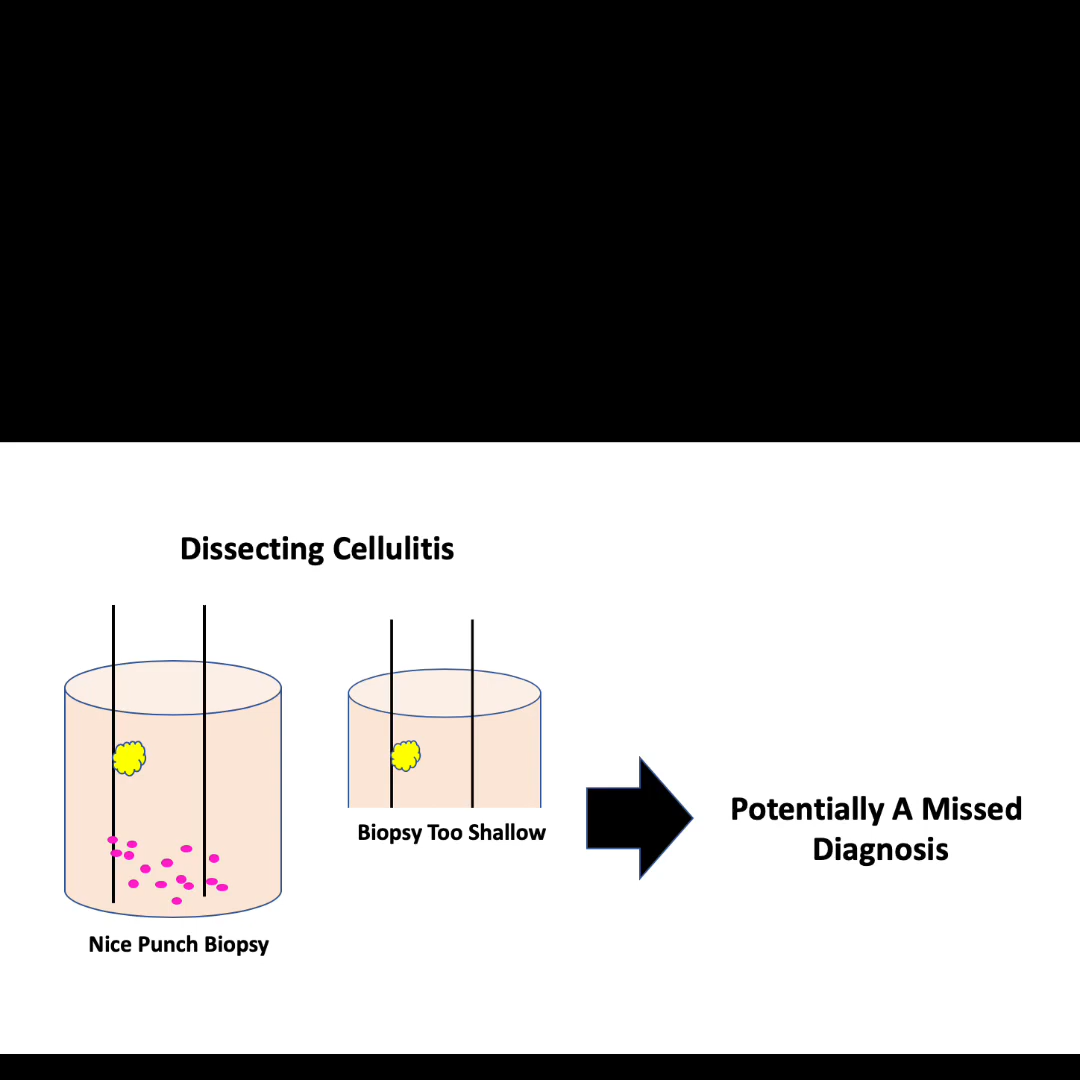 Dissecting Cellulitis
Biopsy Too Shallow
Potentially A Missed
Diagnosis
Nice Punch Biopsy